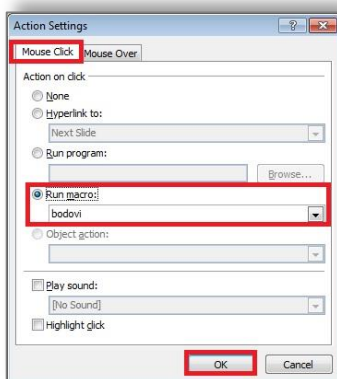 Action Settings
Mouse Click Mouse Over
Action on click
None
Hyperlink to:
Next Slide
Run program:
Browse...
Run macro:
bodovi
Object action:
Play sound:
[No Sound]
Highlight click
OK Cancel